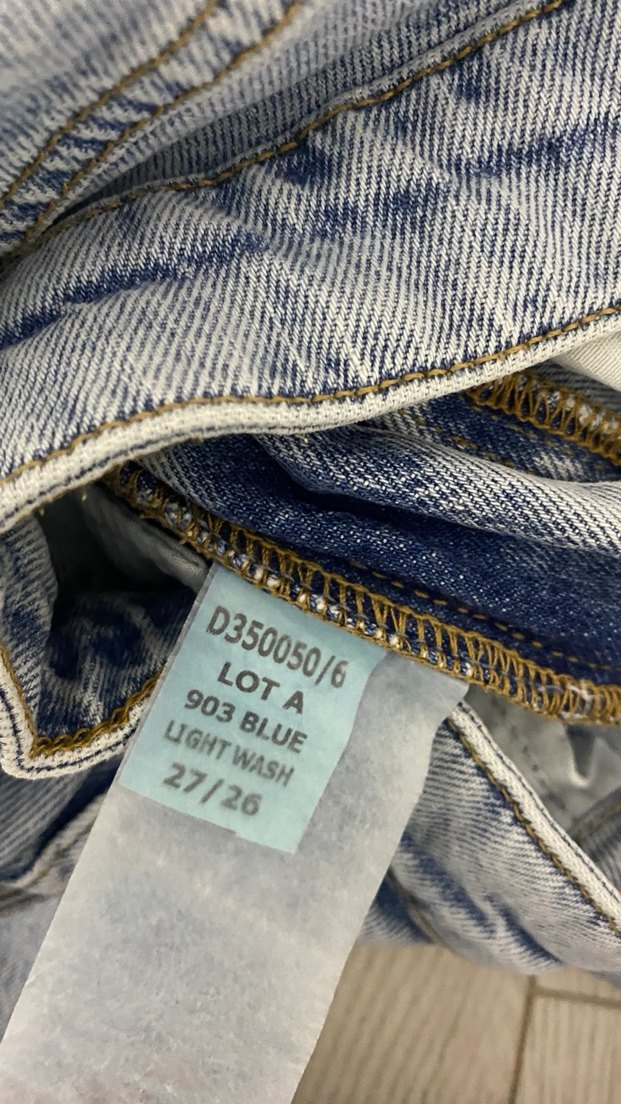 D350050/6
LOT A
903 BLUE
LIGHT WASH
27/26